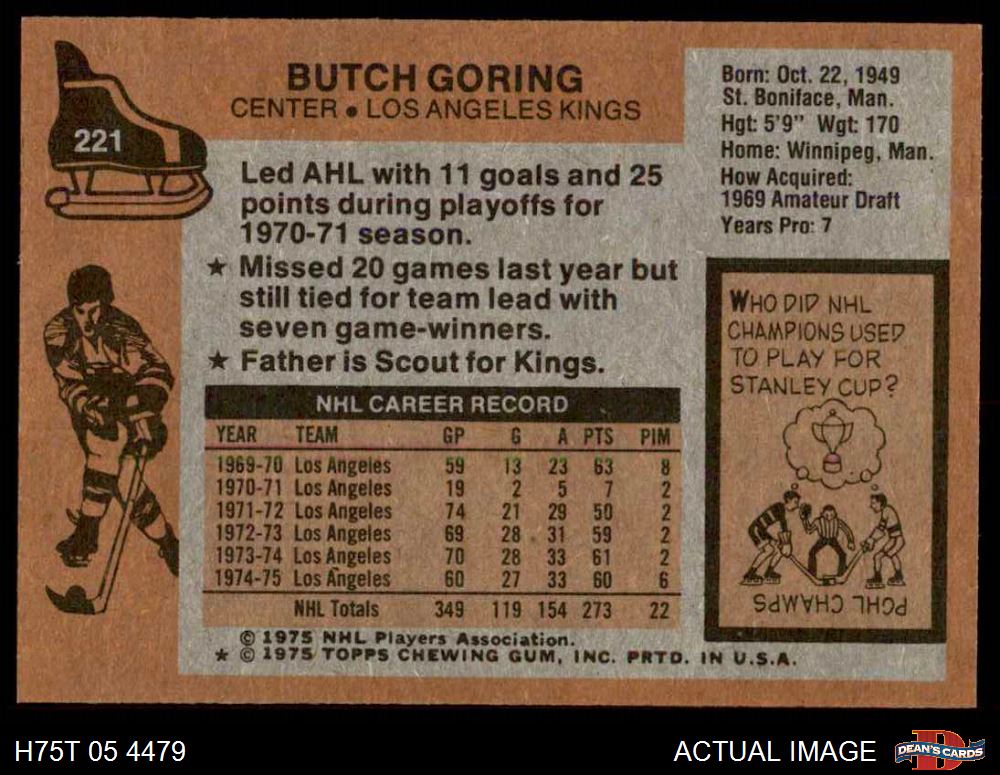 221
BUTCH GORING
CENTER • LOS ANGELES KINGS
Born: Oct. 22, 1949
St. Boniface, Man.
Hgt: 5'9" Wgt: 170
Home: Winnipeg, Man.
How Acquired:
1969 Amateur Draft
Years Pro: 7
Led AHL with 11 goals and 25
points during playoffs for
1970-71 season.
★ Missed 20 games last year but
still tied for team lead with
seven game-winners.
★ Father is Scout for Kings.
NHL CAREER RECORD
YEAR TEAM GP G A PTS PIM
1969-70 Los Angeles 59 13 23 63 8
1970-71 Los Angeles 19 2 5 7 2
1971-72 Los Angeles 74 21 29 50 2
1972-73 Los Angeles 69 28 31 59 2
1973-74 Los Angeles 70 28 33 61 2
1974-75 Los Angeles 60 27 33 60 6
NHL Totals 349 119 154 273 22
© 1975 NHL Players Association.
★ © 1975 TOPPS CHEWING GUM, INC. PRTD. IN U.S.A.
WHO DID NHL
CHAMPIONS USED
TO PLAY FOR
STANLEY CUP?
PCHL CHAMPS
H75T 05 4479
ACTUAL IMAGE
D
DEAN'S CARDS